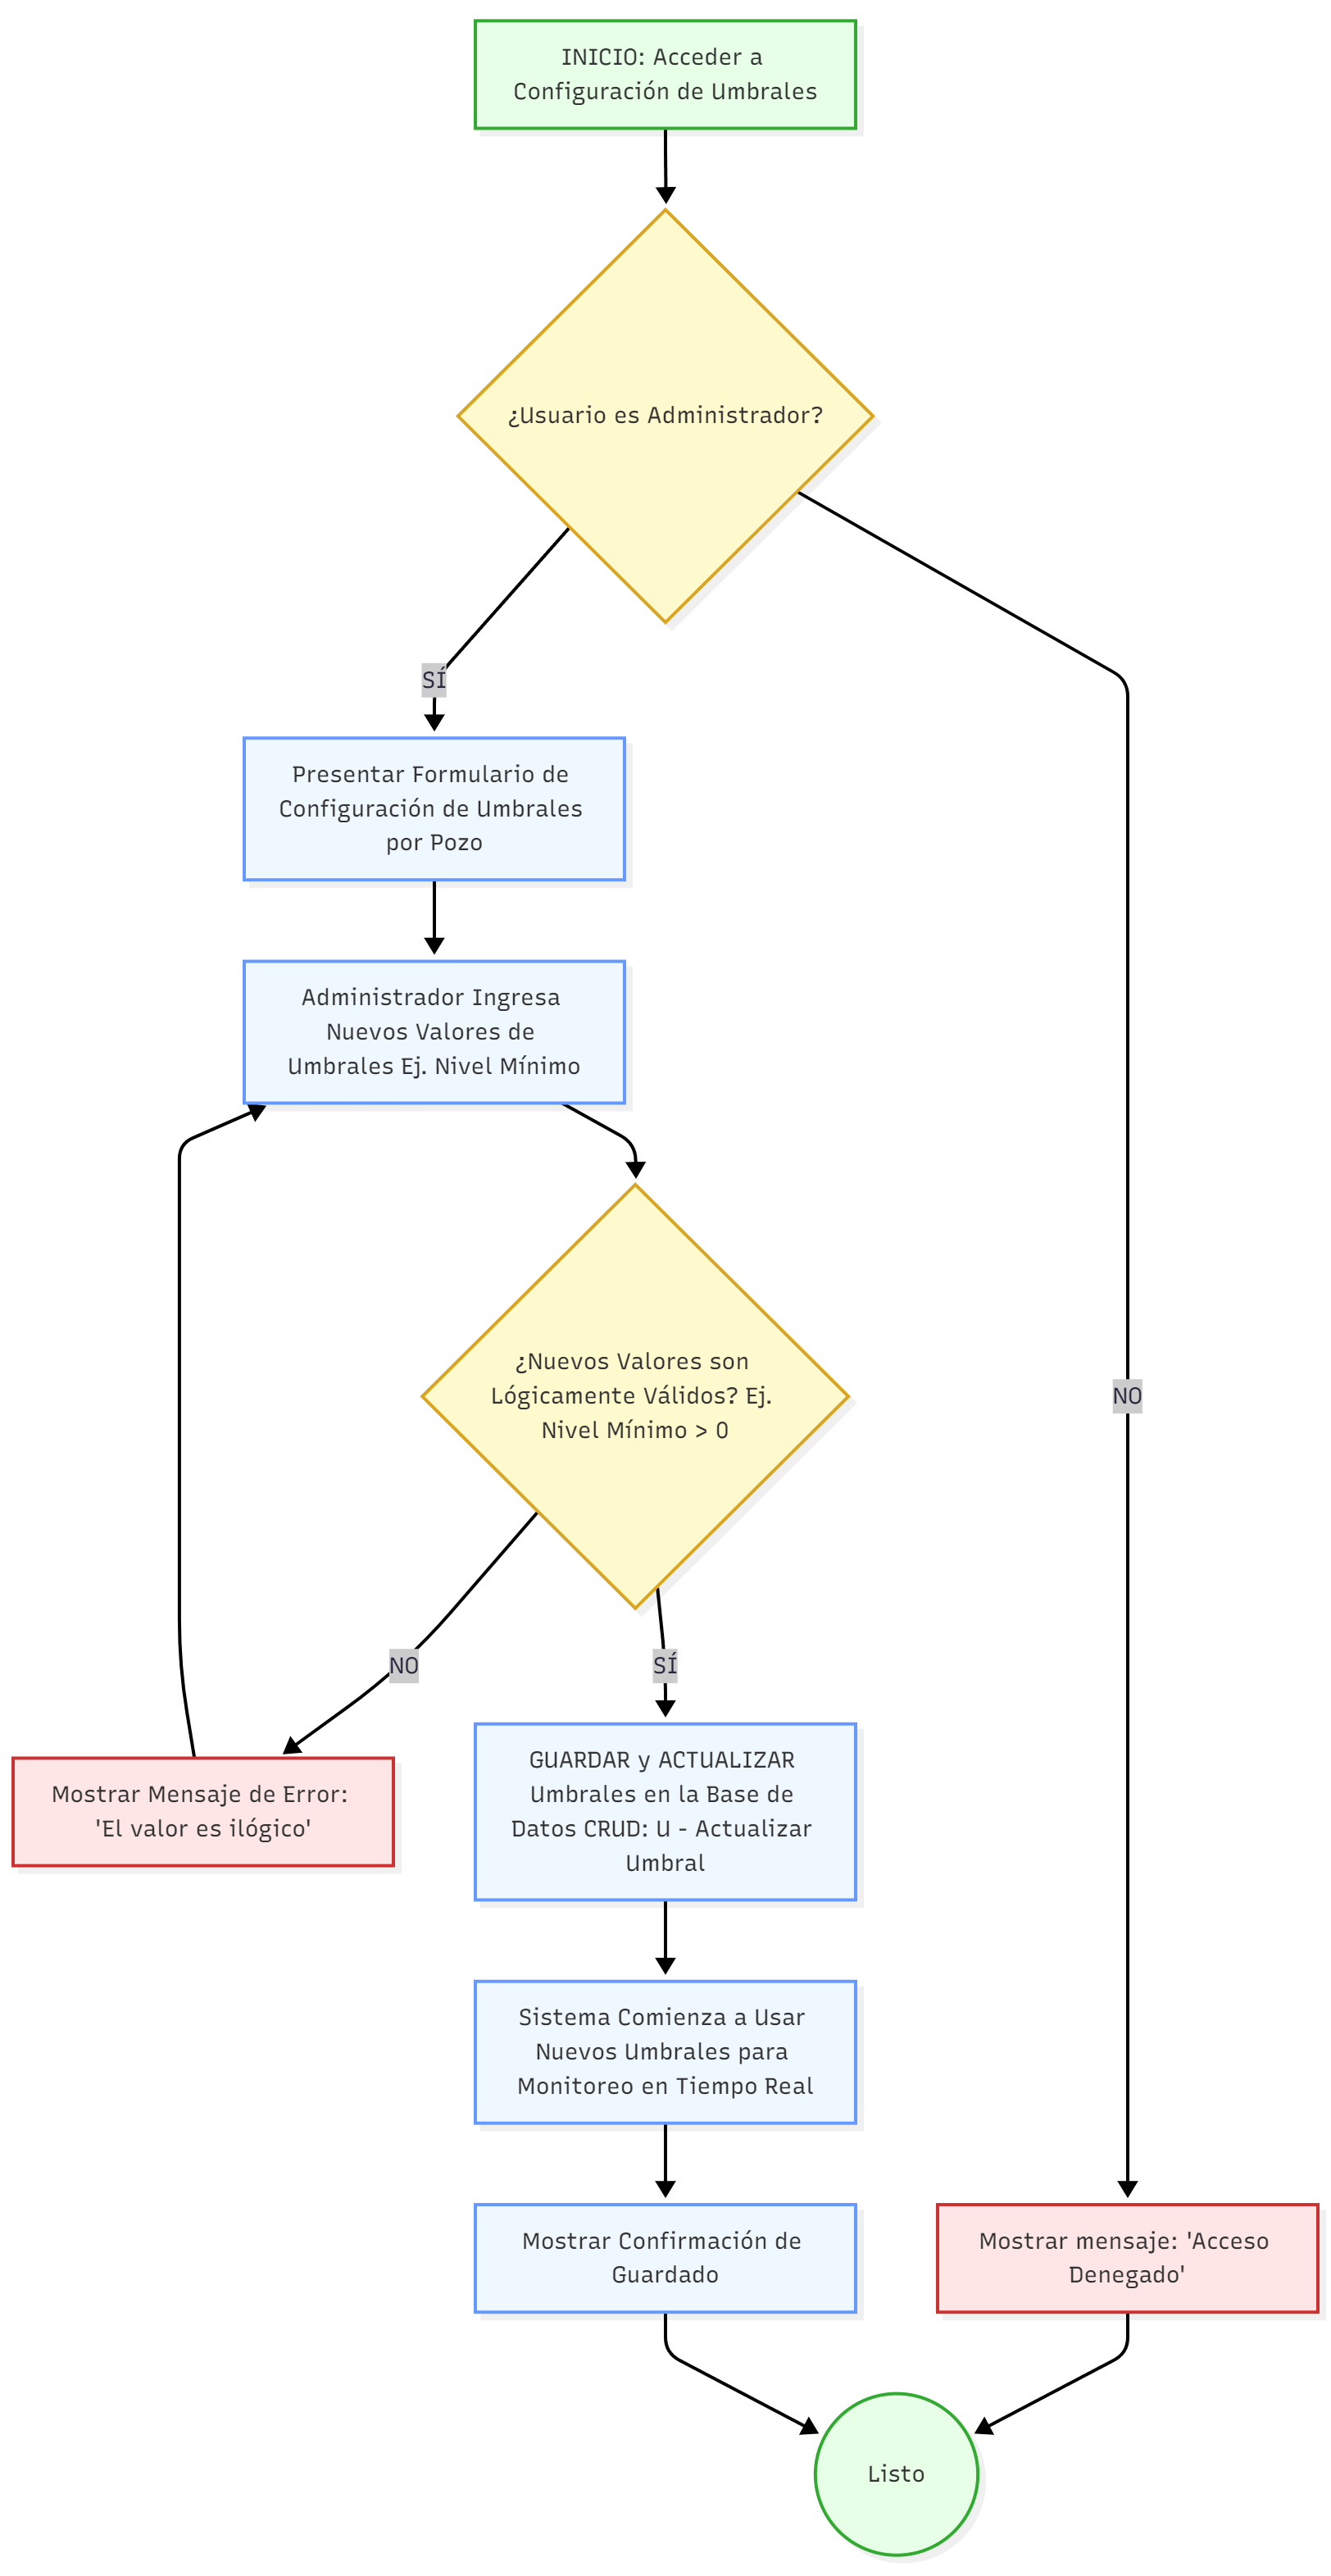 INICIO: Acceder a
Configuración de Umbrales
¿Usuario es Administrador?
SÍ
Presentar Formulario de
Configuración de Umbrales
por Pozo
Administrador Ingresa
Nuevos Valores de
Umbrales Ej. Nivel Mínimo
¿Nuevos Valores son
Lógicamente Válidos? Ej.
Nivel Mínimo > 0
NO
NO
SÍ
Mostrar Mensaje de Error:
'El valor es ilógico'
GUARDAR y ACTUALIZAR
Umbrales en la Base de
Datos CRUD: U - Actualizar
Umbral
Sistema Comienza a Usar
Nuevos Umbrales para
Monitoreo en Tiempo Real
Mostrar Confirmación de
Guardado
Mostrar mensaje: 'Acceso
Denegado'
Listo